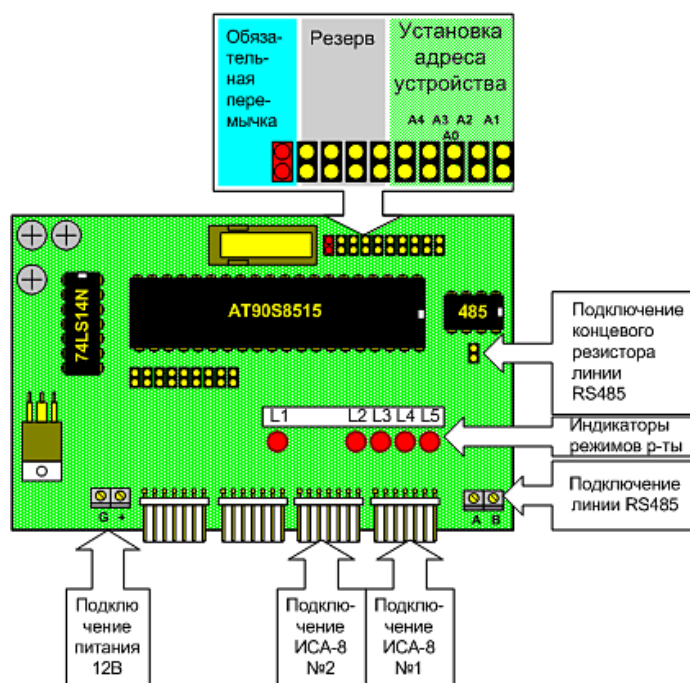 Обяза-
тель-
ная
пере-
мычка
Резерв
Установка
адреса
устройства
A4 A3 A2 A1
A0
74LS14N
AT90S8515
485
Подключение
концевого
резистора
линии
RS485
L1 L2 L3 L4 L5
Индикаторы
режимов р-ты
Подключение
линии RS485
G +
A B
Подклю
чение
питания
12В
Подклю-
чение
ИСА-8
№2
Подклю-
чение
ИСА-8
№1